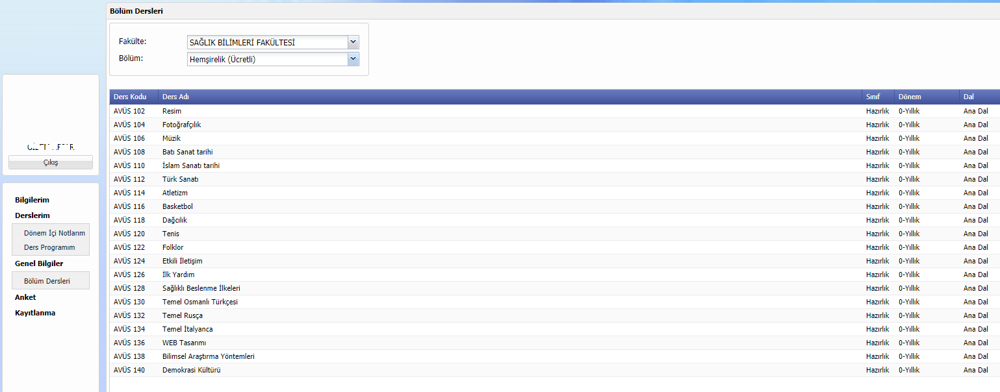 Bölüm Dersleri
Fakülte: SAĞLIK BİLİMLERİ FAKÜLTESİ
Bölüm: Hemşirelik (Ücretli)
Çıkış
Bilgilerim
Derslerim
Dönem İçi Notlarım
Ders Programım
Genel Bilgiler
Bölüm Dersleri
Anket
Kayıtlanma
Ders Kodu Ders Adı Sınıf Dönem Dal
AVÜS 102 Resim Hazırlık 0-Yıllık Ana Dal
AVÜS 104 Fotoğrafçılık Hazırlık 0-Yıllık Ana Dal
AVÜS 106 Müzik Hazırlık 0-Yıllık Ana Dal
AVÜS 108 Batı Sanat tarihi Hazırlık 0-Yıllık Ana Dal
AVÜS 110 İslam Sanatı tarihi Hazırlık 0-Yıllık Ana Dal
AVÜS 112 Türk Sanatı Hazırlık 0-Yıllık Ana Dal
AVÜS 114 Atletizm Hazırlık 0-Yıllık Ana Dal
AVÜS 116 Basketbol Hazırlık 0-Yıllık Ana Dal
AVÜS 118 Dağcılık Hazırlık 0-Yıllık Ana Dal
AVÜS 120 Tenis Hazırlık 0-Yıllık Ana Dal
AVÜS 122 Folklor Hazırlık 0-Yıllık Ana Dal
AVÜS 124 Etkili İletişim Hazırlık 0-Yıllık Ana Dal
AVÜS 126 İlk Yardım Hazırlık 0-Yıllık Ana Dal
AVÜS 128 Sağlıklı Beslenme İlkeleri Hazırlık 0-Yıllık Ana Dal
AVÜS 130 Temel Osmanlı Türkçesi Hazırlık 0-Yıllık Ana Dal
AVÜS 132 Temel Rusça Hazırlık 0-Yıllık Ana Dal
AVÜS 134 Temel İtalyanca Hazırlık 0-Yıllık Ana Dal
AVÜS 136 WEB Tasarımı Hazırlık 0-Yıllık Ana Dal
AVÜS 138 Bilimsel Araştırma Yöntemleri Hazırlık 0-Yıllık Ana Dal
AVÜS 140 Demokrasi Kültürü Hazırlık 0-Yıllık Ana Dal